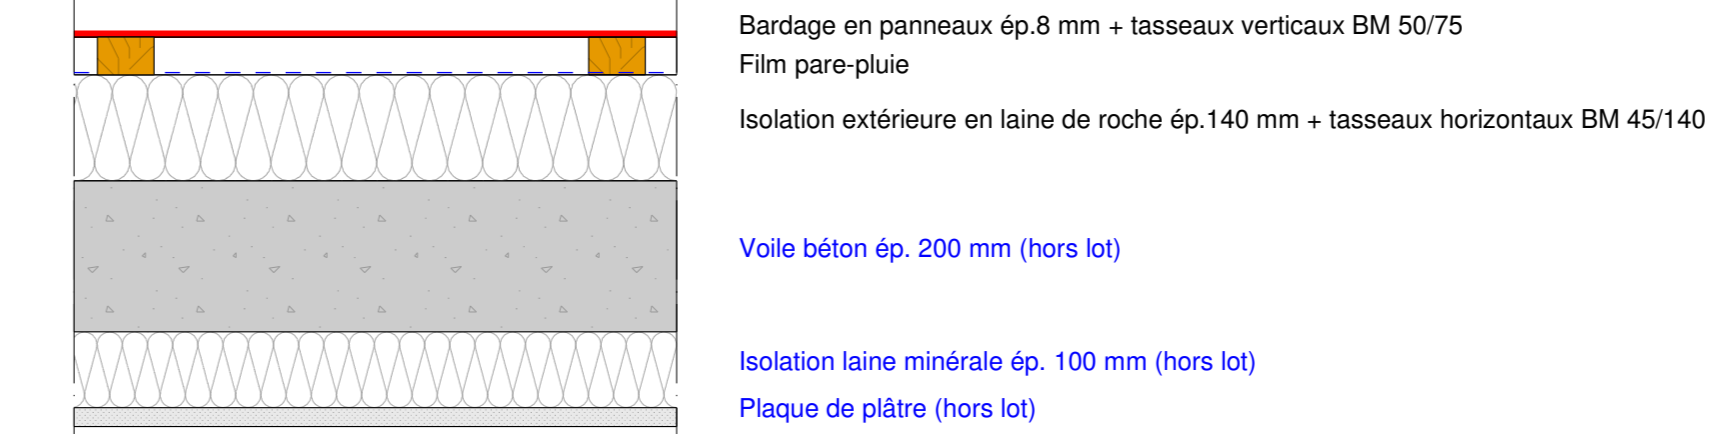 Bardage en panneaux ép.8 mm + tasseaux verticaux BM 50/75
Film pare-pluie
Isolation extérieure en laine de roche ép.140 mm + tasseaux horizontaux BM 45/140
Voile béton ép. 200 mm (hors lot)
Isolation laine minérale ép. 100 mm (hors lot)
Plaque de plâtre (hors lot)